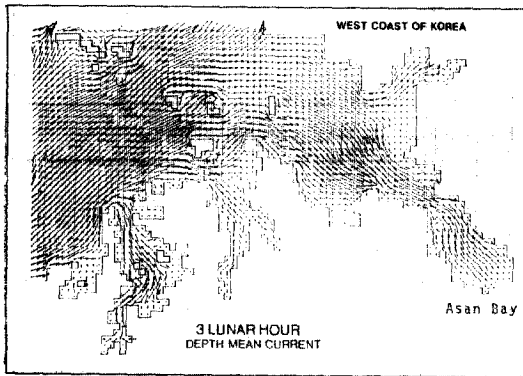 WEST COAST OF KOREA
Asan Bay
3 LUNAR HOUR
DEPTH MEAN CURRENT